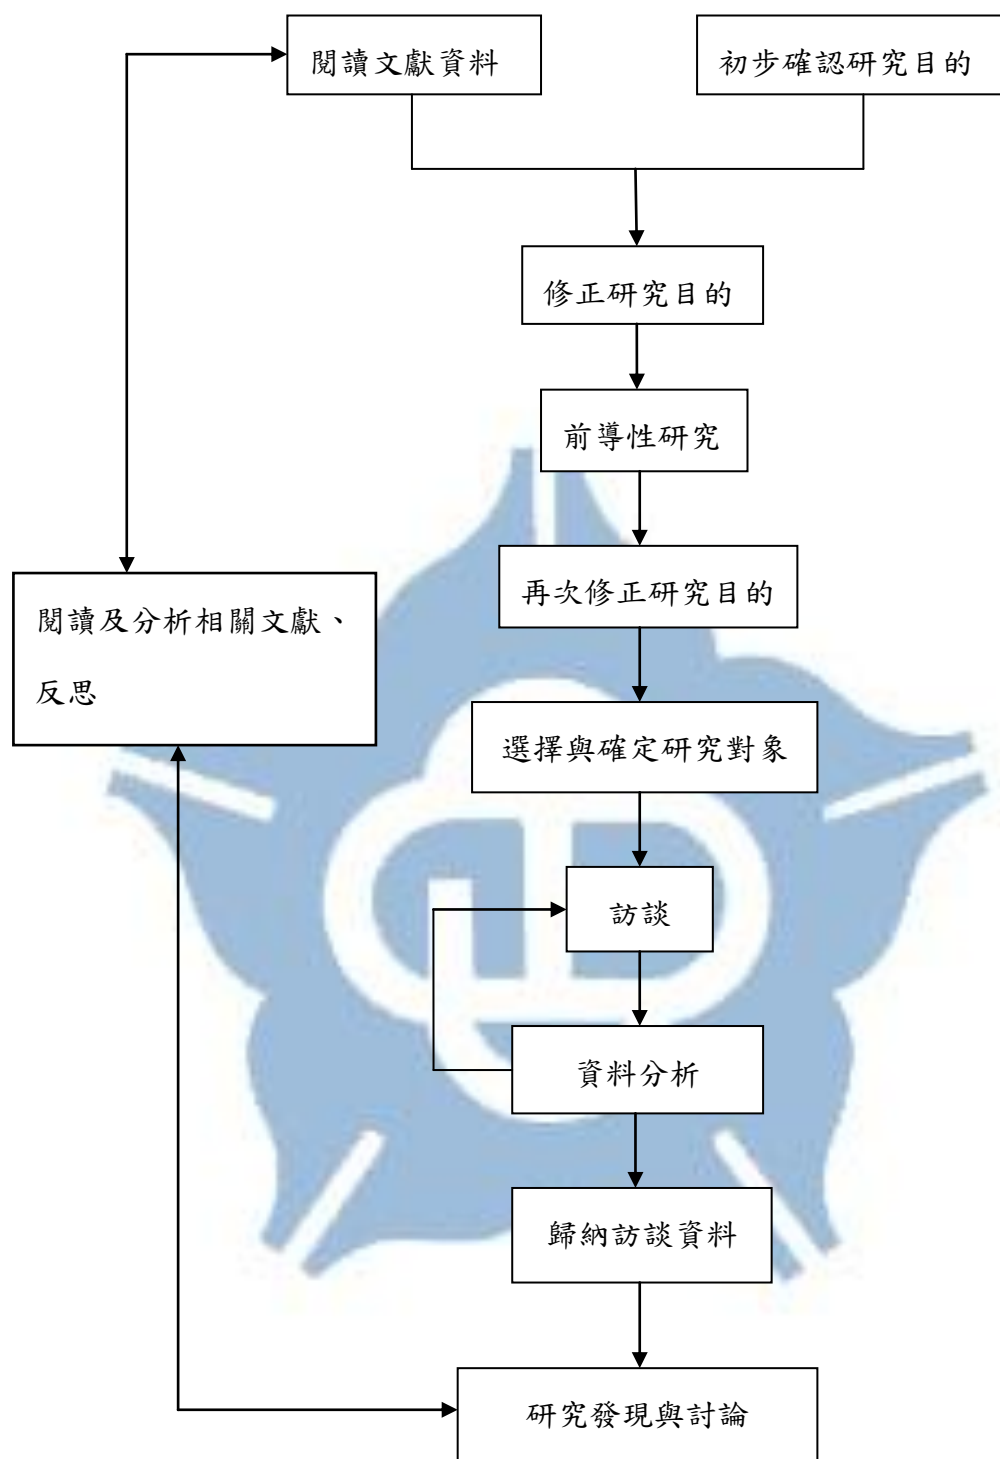 閱讀文獻資料
初步確認研究目的
修正研究目的
前導性研究
再次修正研究目的
閱讀及分析相關文獻、
反思
選擇與確定研究對象
訪談
資料分析
歸納訪談資料
研究發現與討論